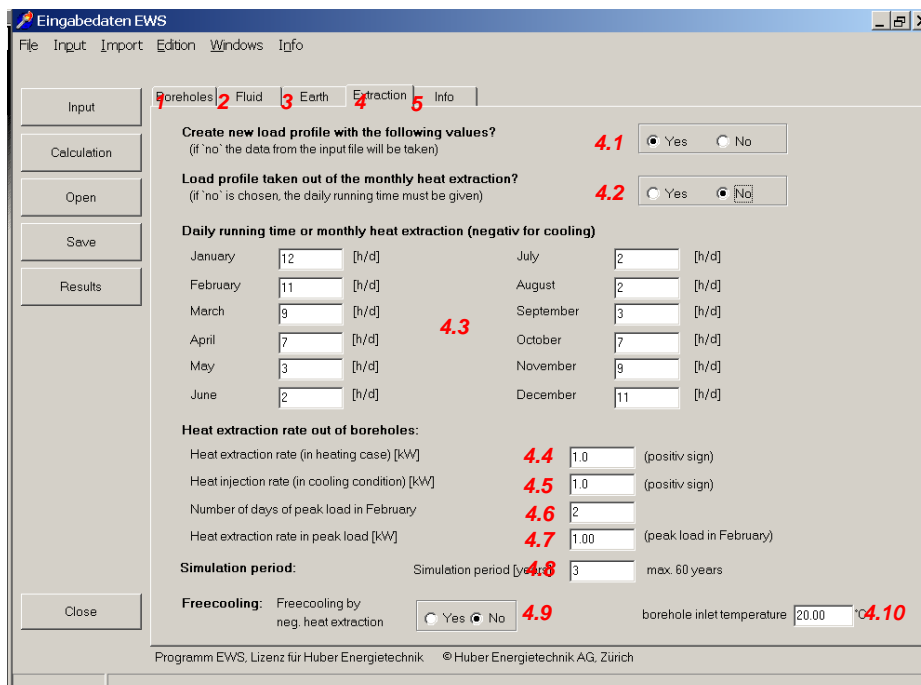 Eingabedaten EWS
File Input Import Edition Windows Info
Boreholes Fluid Earth Extraction Info
1 2 3 4 5
Input
Calculation
Open
Save
Results
Close
Create new load profile with the following values?
(if `no` the data from the input file will be taken)
4.1 Yes No
Load profile taken out of the monthly heat extraction?
(if `no` is chosen, the daily running time must be given)
4.2 Yes No
Daily running time or monthly heat extraction (negativ for cooling)
January 12 [h/d] July 2 [h/d]
February 11 [h/d] August 2 [h/d]
March 9 [h/d] September 3 [h/d]
4.3
April 7 [h/d] October 7 [h/d]
May 3 [h/d] November 9 [h/d]
June 2 [h/d] December 11 [h/d]
Heat extraction rate out of boreholes:
Heat extraction rate (in heating case) [kW] 4.4 1.0 (positiv sign)
Heat injection rate (in cooling condition) [kW] 4.5 1.0 (positiv sign)
Number of days of peak load in February 4.6 2
Heat extraction rate in peak load [kW] 4.7 1.00 (peak load in February)
Simulation period: Simulation period [years] 4.8 3 max. 60 years
Freecooling: Freecooling by
neg. heat extraction Yes No 4.9 borehole inlet temperature 20.00 °C 4.10
Programm EWS, Lizenz für Huber Energietechnik © Huber Energietechnik AG, Zürich